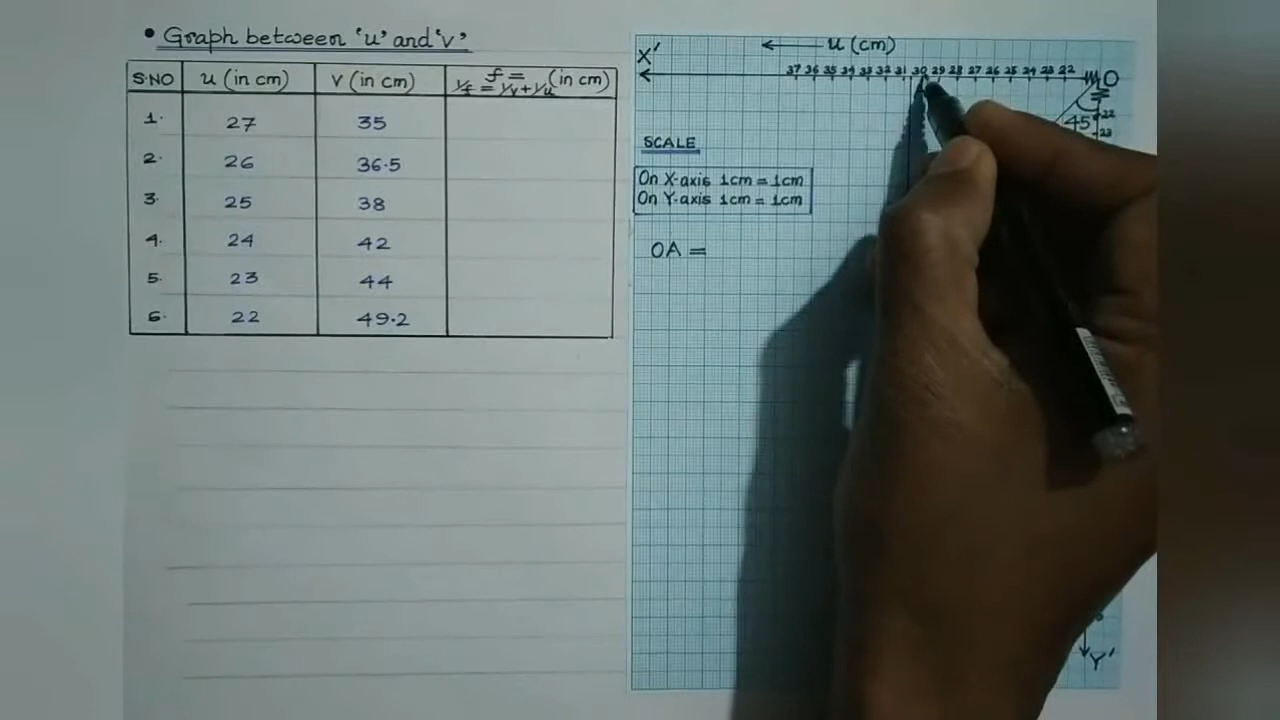 • Graph between 'u' and 'v'
S.NO u (in cm) v (in cm) f = (in cm)
1/f = 1/v + 1/u
1. 27 35
2. 26 36.5
3. 25 38
4. 24 42
5. 23 44
6. 22 49.2
u (cm)
X'
37 36 35 34 33 32 31 30 29 28 27 26 25 24 23 22 O
45°
22
23
SCALE
On X-axis 1cm = 1cm
On Y-axis 1cm = 1cm
OA =
Y'